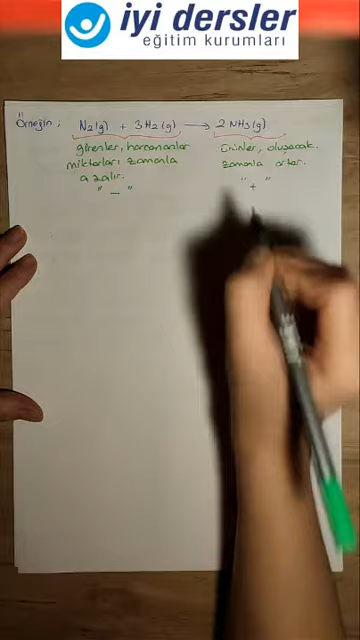 iyi dersler
eğitim kurumları
Örneğin: N₂(g) + 3H₂(g) → 2NH₃(g)
girenler, harcananlar
miktarları zamanla
azalır.
" _ "
ürünler, oluşacak.
zamanla artar.
" + "